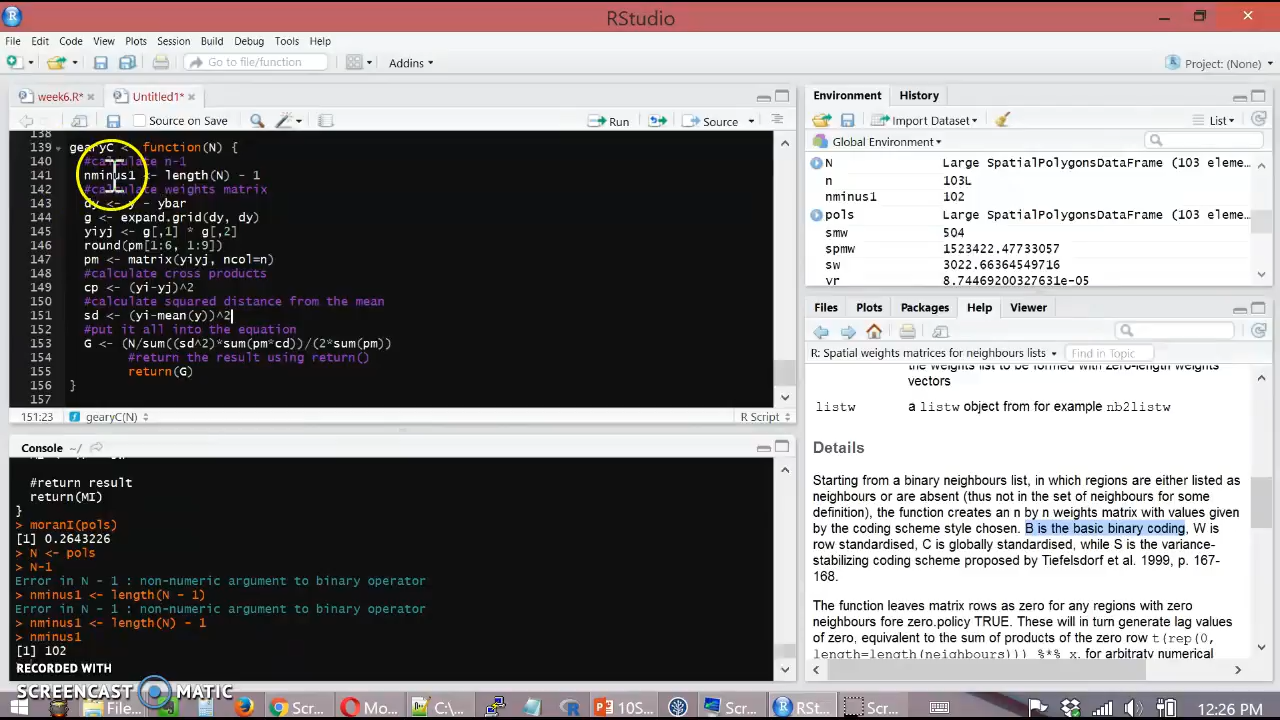 RStudio
File Edit Code View Plots Session Build Debug Tools Help
Go to file/function
Addins
Project: (None)
week6.R*
Untitled1*
Source on Save
Run
Source
138
139 gearyC <- function(N) {
140 #calculate n-1
141 nminus1 <- length(N) - 1
142 #calculate weights matrix
143 dy <- y - ybar
144 g <- expand.grid(dy, dy)
145 yiyj <- g[,1] * g[,2]
146 round(pm[1:6, 1:9])
147 pm <- matrix(yiyj, ncol=n)
148 #calculate cross products
149 cp <- (yi-yj)^2
150 #calculate squared distance from the mean
151 sd <- (yi-mean(y))^2
152 #put it all into the equation
153 G <- (N/sum((sd^2)*sum(pm*cd))/(2*sum(pm))
154 #return the result using return()
155 return(G)
156 }
157
151:23
gearyC(N)
R Script
Console ~/
#return result
return(MI)
}
> moranI(pols)
[1] 0.2643226
> N <- pols
> N-1
Error in N - 1 : non-numeric argument to binary operator
> nminus1 <- length(N - 1)
Error in N - 1 : non-numeric argument to binary operator
> nminus1 <- length(N) - 1
> nminus1
[1] 102
RECORDED WITH
SCREENCAST MATIC
Environment History
Import Dataset
List
Global Environment
N Large SpatialPolygonsDataFrame (103 eleme…
n 103L
nminus1 102
pols Large SpatialPolygonsDataFrame (103 eleme…
smw 504
spmw 1523422.47733057
sw 3022.66364549716
vr 8.74469200327631e-05
Files Plots Packages Help Viewer
R: Spatial weights matrices for neighbours lists
Find in Topic
the weights list to be formed with zero-length weights
vectors
listw a listw object from for example nb2listw
Details
Starting from a binary neighbours list, in which regions are either listed as
neighbours or are absent (thus not in the set of neighbours for some
definition), the function creates an n by n weights matrix with values given
by the coding scheme style chosen. B is the basic binary coding, W is
row standardised, C is globally standardised, while S is the variance-
stabilizing coding scheme proposed by Tiefelsdorf et al. 1999, p. 167-
168.
The function leaves matrix rows as zero for any regions with zero
neighbours fore zero.policy TRUE. These will in turn generate lag values
of zero, equivalent to the sum of products of the zero row t(rep(0,
length=length(neighbours))) %*% x, for arbitraty numerical
File...
Scr...
Mo...
C:\...
10S...
Scr...
RSt...
Scr...
12:26 PM